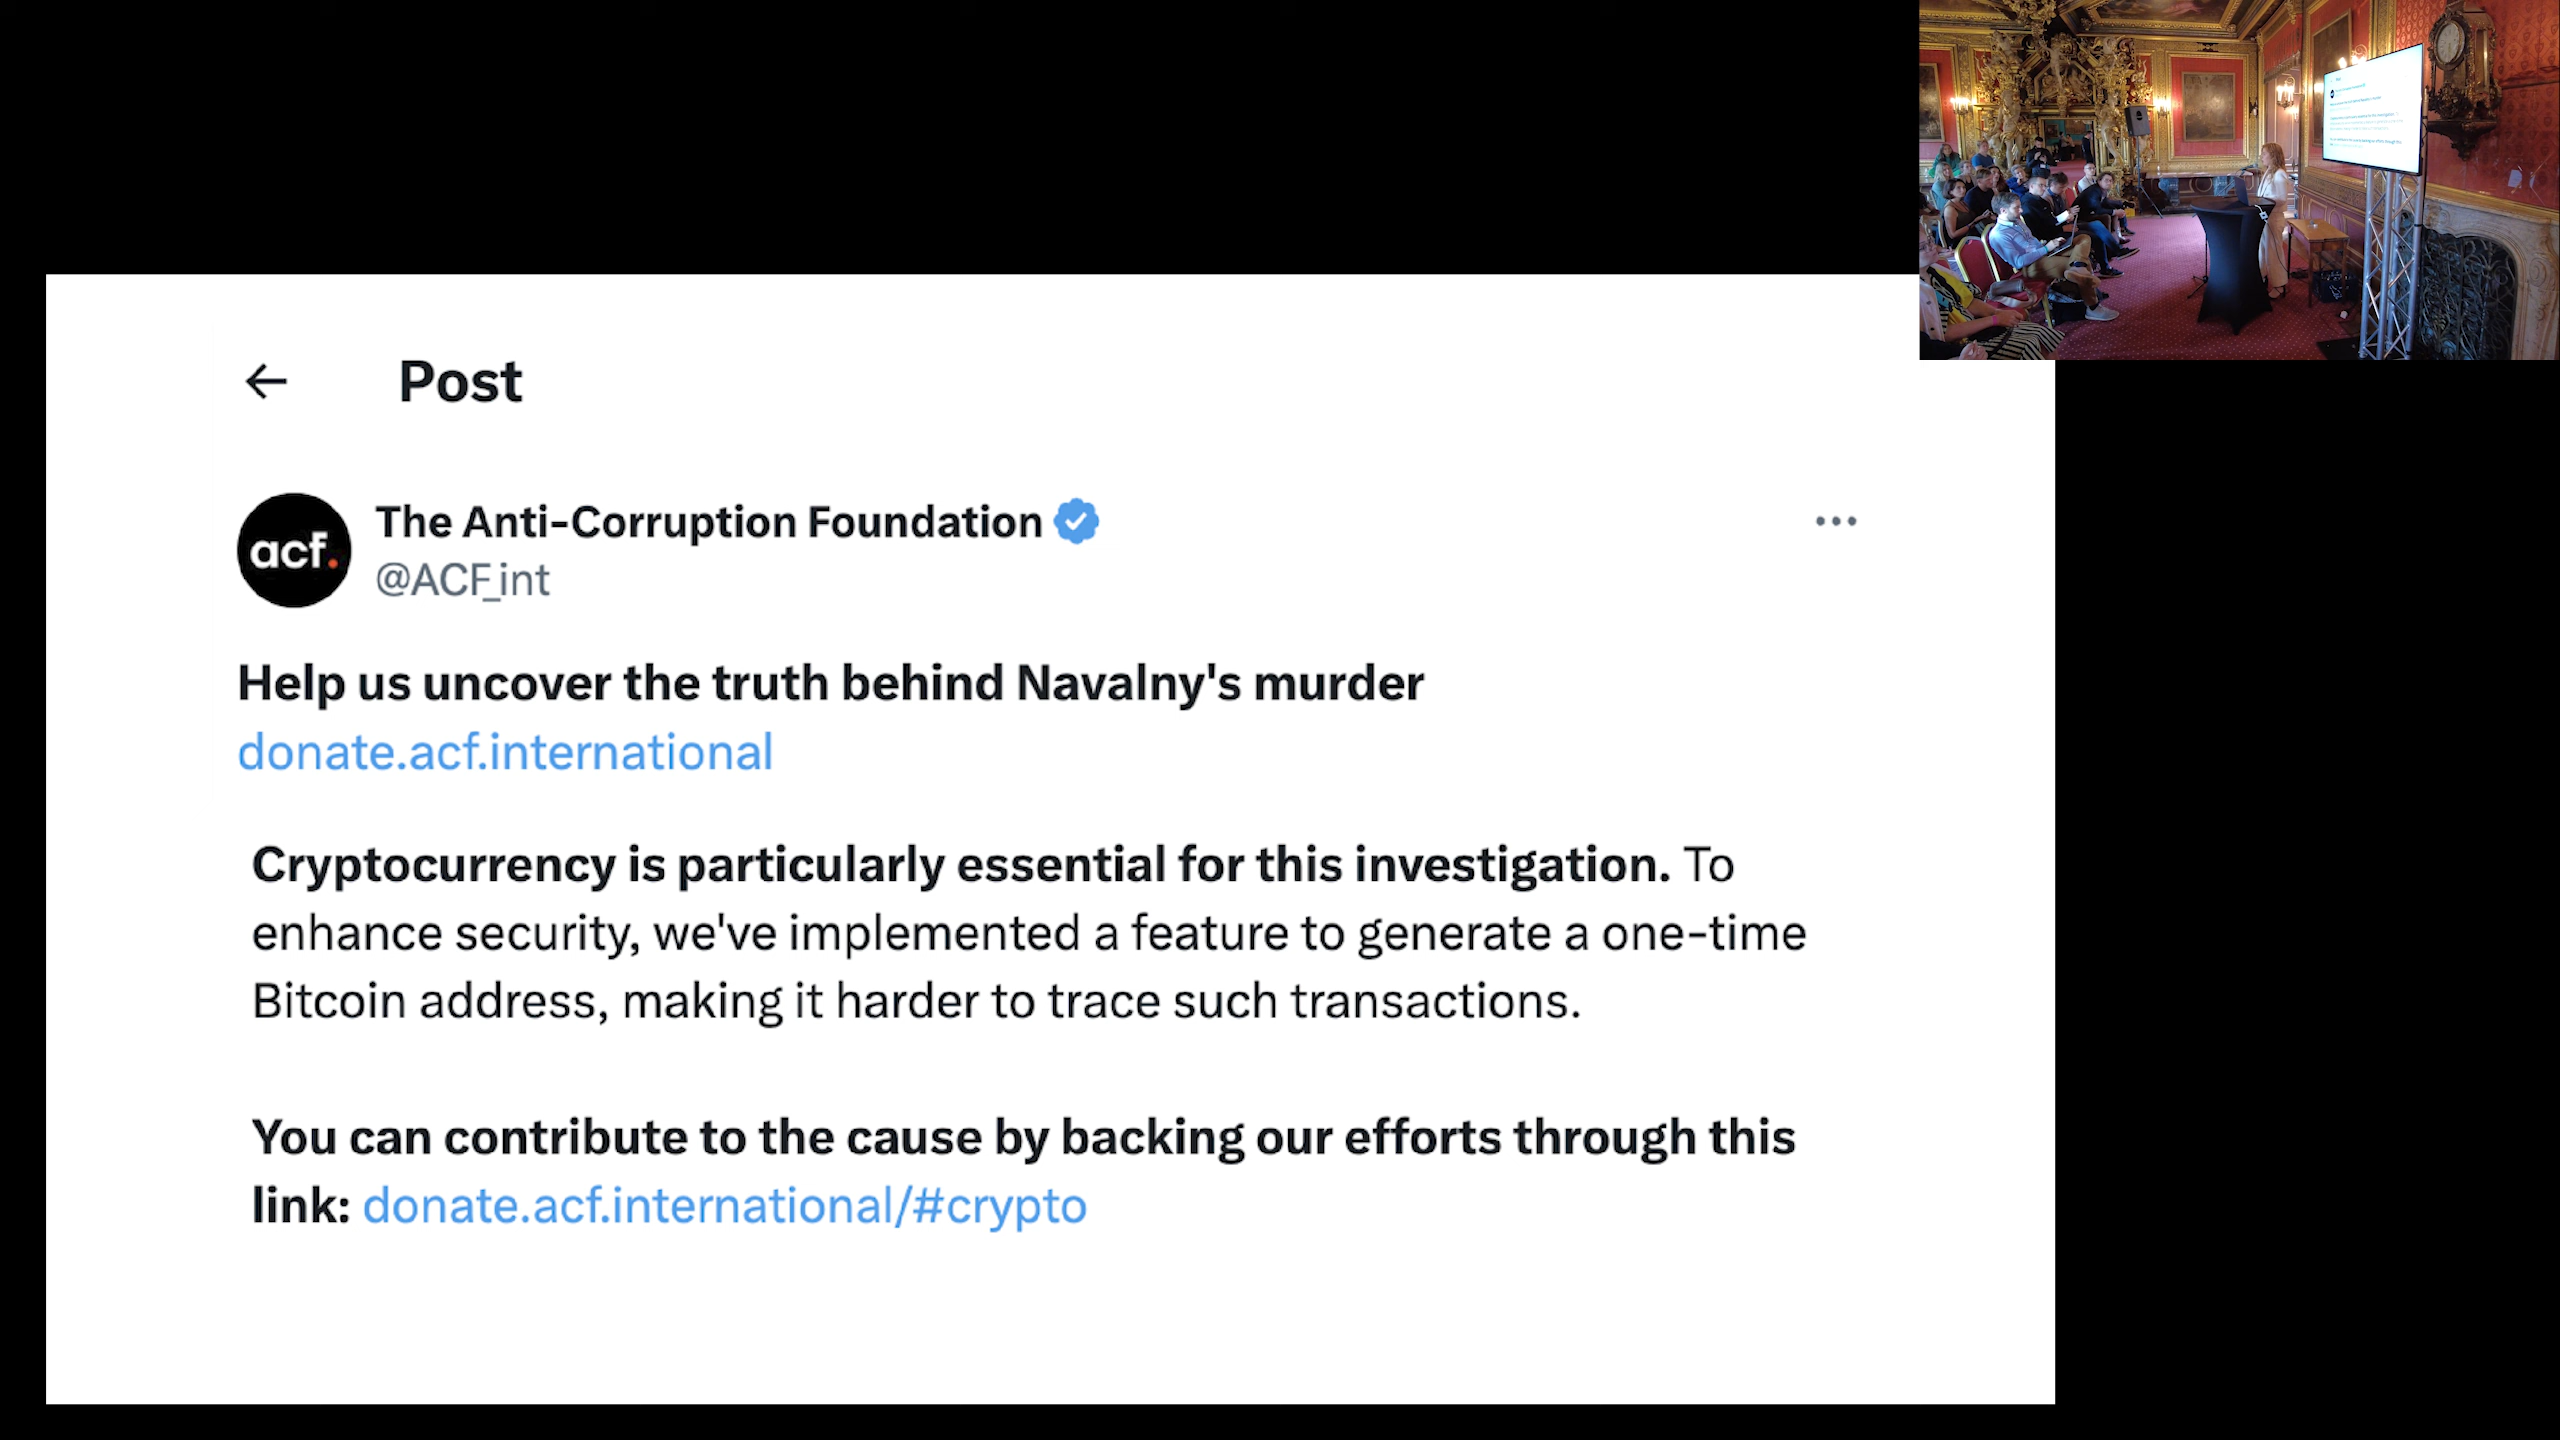 Post
acf.
The Anti-Corruption Foundation
@ACF_int
Help us uncover the truth behind Navalny's murder
donate.acf.international
Cryptocurrency is particularly essential for this investigation. To
enhance security, we've implemented a feature to generate a one-time
Bitcoin address, making it harder to trace such transactions.
You can contribute to the cause by backing our efforts through this
link: donate.acf.international/#crypto